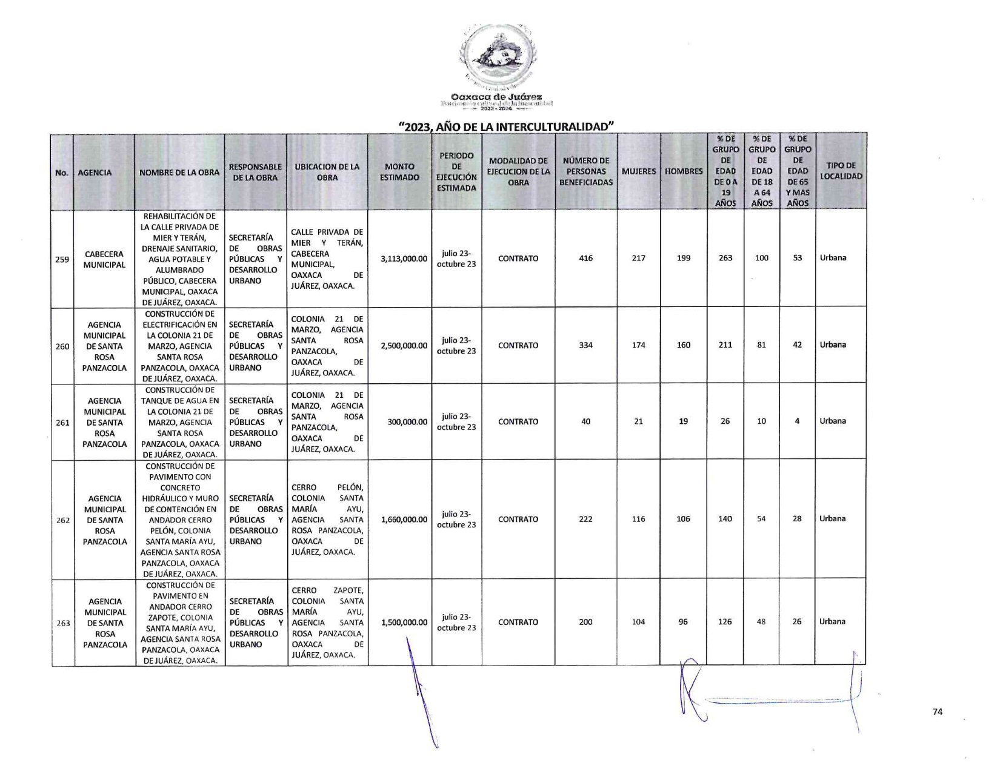 Oaxaca de Juárez
2022 - 2024
“2023, AÑO DE LA INTERCULTURALIDAD”
No.
AGENCIA
NOMBRE DE LA OBRA
RESPONSABLE
DE LA OBRA
UBICACION DE LA
OBRA
MONTO
ESTIMADO
PERIODO
DE
EJECUCIÓN
ESTIMADA
MODALIDAD DE
EJECUCION DE LA
OBRA
NÚMERO DE
PERSONAS
BENEFICIADAS
MUJERES
HOMBRES
% DE
GRUPO
DE
EDAD
DE 0 A
19
AÑOS
% DE
GRUPO
DE
EDAD
DE 18
A 64
AÑOS
% DE
GRUPO
DE
EDAD
DE 65
Y MAS
AÑOS
TIPO DE
LOCALIDAD
259
CABECERA
MUNICIPAL
REHABILITACIÓN DE
LA CALLE PRIVADA DE
MIER Y TERÁN,
DRENAJE SANITARIO,
AGUA POTABLE Y
ALUMBRADO
PÚBLICO, CABECERA
MUNICIPAL, OAXACA
DE JUÁREZ, OAXACA.
SECRETARÍA
DE OBRAS
PÚBLICAS Y
DESARROLLO
URBANO
CALLE PRIVADA DE
MIER Y TERÁN,
CABECERA
MUNICIPAL,
OAXACA DE
JUÁREZ, OAXACA.
3,113,000.00
julio 23-
octubre 23
CONTRATO
416
217
199
263
100
53
Urbana
260
AGENCIA
MUNICIPAL
DE SANTA
ROSA
PANZACOLA
CONSTRUCCIÓN DE
ELECTRIFICACIÓN EN
LA COLONIA 21 DE
MARZO, AGENCIA
SANTA ROSA
PANZACOLA, OAXACA
DE JUÁREZ, OAXACA.
SECRETARÍA
DE OBRAS
PÚBLICAS Y
DESARROLLO
URBANO
COLONIA 21 DE
MARZO, AGENCIA
SANTA ROSA
PANZACOLA,
OAXACA DE
JUÁREZ, OAXACA.
2,500,000.00
julio 23-
octubre 23
CONTRATO
334
174
160
211
81
42
Urbana
261
AGENCIA
MUNICIPAL
DE SANTA
ROSA
PANZACOLA
CONSTRUCCIÓN DE
TANQUE DE AGUA EN
LA COLONIA 21 DE
MARZO, AGENCIA
SANTA ROSA
PANZACOLA, OAXACA
DE JUÁREZ, OAXACA.
SECRETARÍA
DE OBRAS
PÚBLICAS Y
DESARROLLO
URBANO
COLONIA 21 DE
MARZO, AGENCIA
SANTA ROSA
PANZACOLA,
OAXACA DE
JUÁREZ, OAXACA.
300,000.00
julio 23-
octubre 23
CONTRATO
40
21
19
26
10
4
Urbana
262
AGENCIA
MUNICIPAL
DE SANTA
ROSA
PANZACOLA
CONSTRUCCIÓN DE
PAVIMENTO CON
CONCRETO
HIDRÁULICO Y MURO
DE CONTENCIÓN EN
ANDADOR CERRO
PELÓN, COLONIA
SANTA MARÍA AYU,
AGENCIA SANTA ROSA
PANZACOLA, OAXACA
DE JUÁREZ, OAXACA.
SECRETARÍA
DE OBRAS
PÚBLICAS Y
DESARROLLO
URBANO
CERRO PELÓN,
COLONIA SANTA
MARÍA AYU,
AGENCIA SANTA
ROSA PANZACOLA,
OAXACA DE
JUÁREZ, OAXACA.
1,660,000.00
julio 23-
octubre 23
CONTRATO
222
116
106
140
54
28
Urbana
263
AGENCIA
MUNICIPAL
DE SANTA
ROSA
PANZACOLA
CONSTRUCCIÓN DE
PAVIMENTO EN
ANDADOR CERRO
ZAPOTE, COLONIA
SANTA MARÍA AYU,
AGENCIA SANTA ROSA
PANZACOLA, OAXACA
DE JUÁREZ, OAXACA.
SECRETARÍA
DE OBRAS
PÚBLICAS Y
DESARROLLO
URBANO
CERRO ZAPOTE,
COLONIA SANTA
MARÍA AYU,
AGENCIA SANTA
ROSA PANZACOLA,
OAXACA DE
JUÁREZ, OAXACA.
1,500,000.00
julio 23-
octubre 23
CONTRATO
200
104
96
126
48
26
Urbana
74